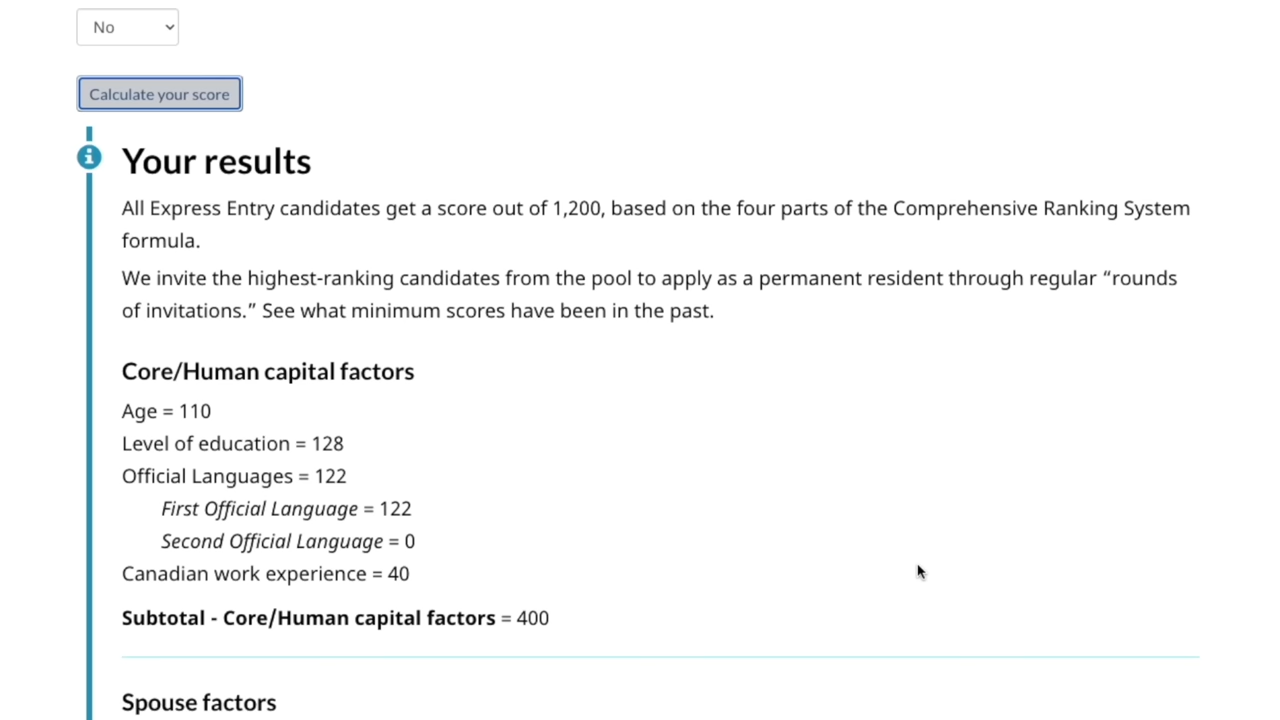 No
Calculate your score
Your results
All Express Entry candidates get a score out of 1,200, based on the four parts of the Comprehensive Ranking System
formula.
We invite the highest-ranking candidates from the pool to apply as a permanent resident through regular “rounds
of invitations.” See what minimum scores have been in the past.
Core/Human capital factors
Age = 110
Level of education = 128
Official Languages = 122
First Official Language = 122
Second Official Language = 0
Canadian work experience = 40
Subtotal - Core/Human capital factors = 400
Spouse factors